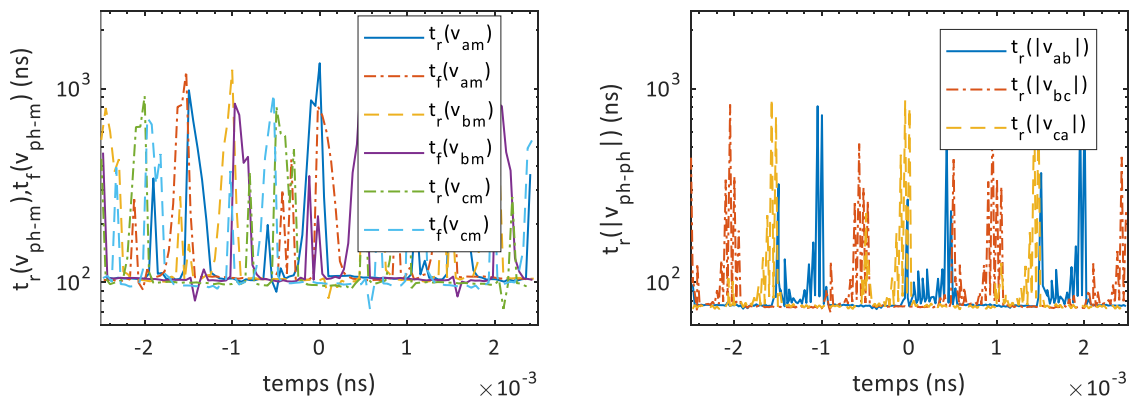 t_r(v_ph-m),t_f(v_ph-m) (ns)
10^3
10^2
-2 -1 0 1 2
temps (ns)
×10^-3
t_r(v_am)
t_f(v_am)
t_r(v_bm)
t_f(v_bm)
t_r(v_cm)
t_f(v_cm)
t_r(|v_ph-ph|) (ns)
10^3
10^2
-2 -1 0 1 2
temps (ns)
×10^-3
t_r(|v_ab|)
t_r(|v_bc|)
t_r(|v_ca|)